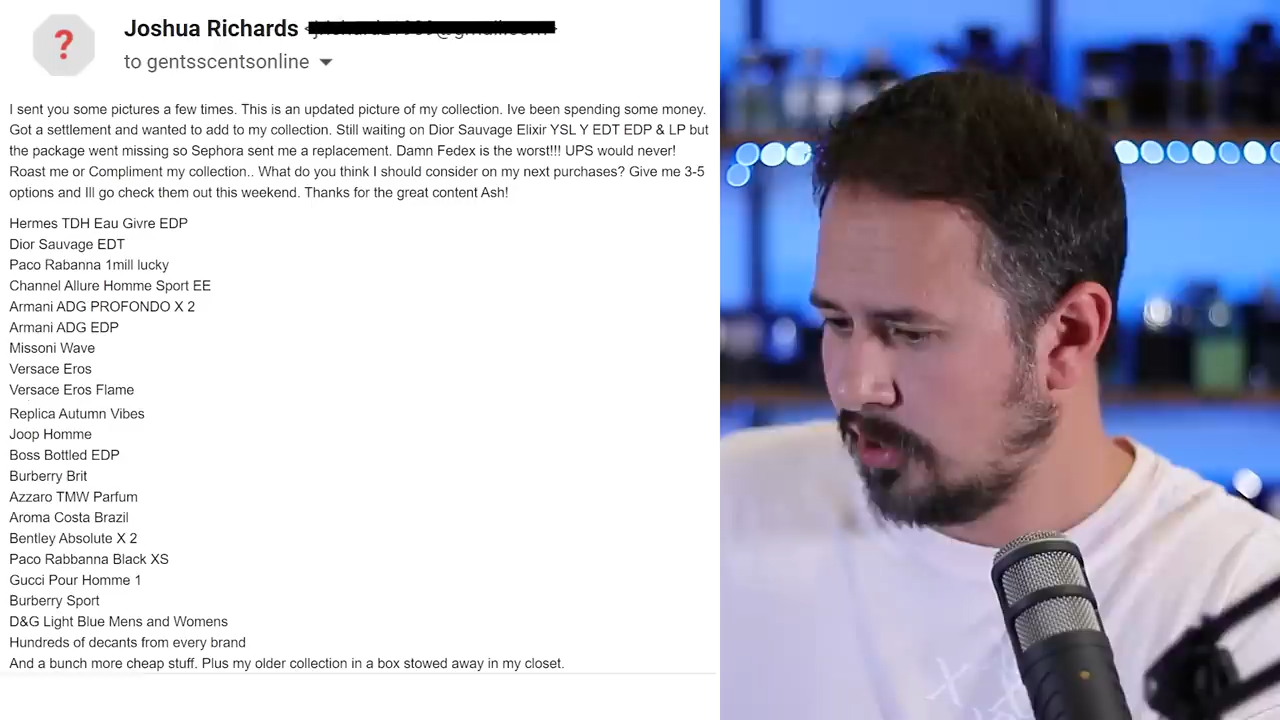 Joshua Richards
to gentsscentsonline
I sent you some pictures a few times. This is an updated picture of my collection. Ive been spending some money.
Got a settlement and wanted to add to my collection. Still waiting on Dior Sauvage Elixir YSL Y EDT EDP & LP but
the package went missing so Sephora sent me a replacement. Damn Fedex is the worst!!! UPS would never!
Roast me or Compliment my collection.. What do you think I should consider on my next purchases? Give me 3-5
options and Ill go check them out this weekend. Thanks for the great content Ash!
Hermes TDH Eau Givre EDP
Dior Sauvage EDT
Paco Rabanna 1mill lucky
Channel Allure Homme Sport EE
Armani ADG PROFONDO X 2
Armani ADG EDP
Missoni Wave
Versace Eros
Versace Eros Flame
Replica Autumn Vibes
Joop Homme
Boss Bottled EDP
Burberry Brit
Azzaro TMW Parfum
Aroma Costa Brazil
Bentley Absolute X 2
Paco Rabbanna Black XS
Gucci Pour Homme 1
Burberry Sport
D&G Light Blue Mens and Womens
Hundreds of decants from every brand
And a bunch more cheap stuff. Plus my older collection in a box stowed away in my closet.